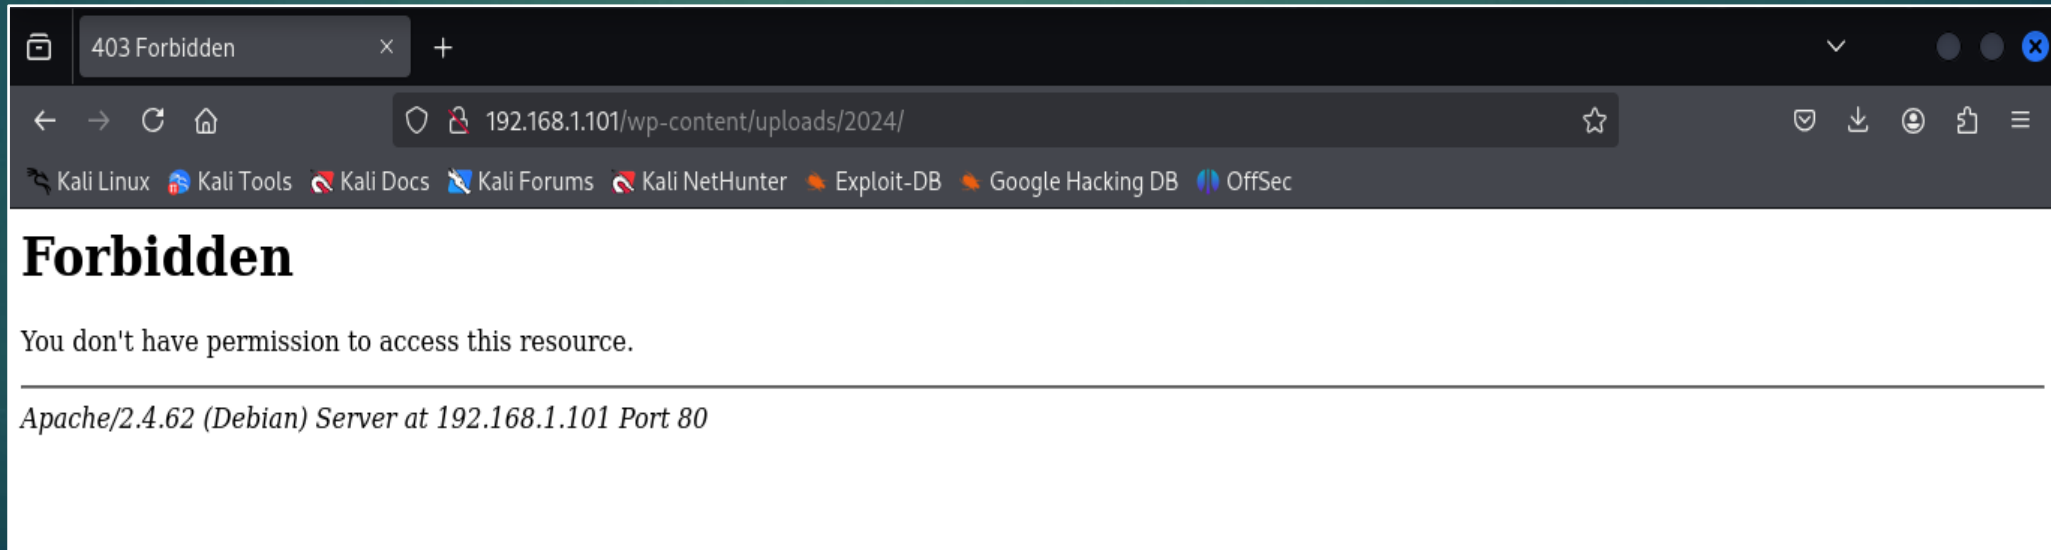 403 Forbidden
192.168.1.101/wp-content/uploads/2024/
Kali Linux Kali Tools Kali Docs Kali Forums Kali NetHunter Exploit-DB Google Hacking DB OffSec
Forbidden
You don't have permission to access this resource.
Apache/2.4.62 (Debian) Server at 192.168.1.101 Port 80